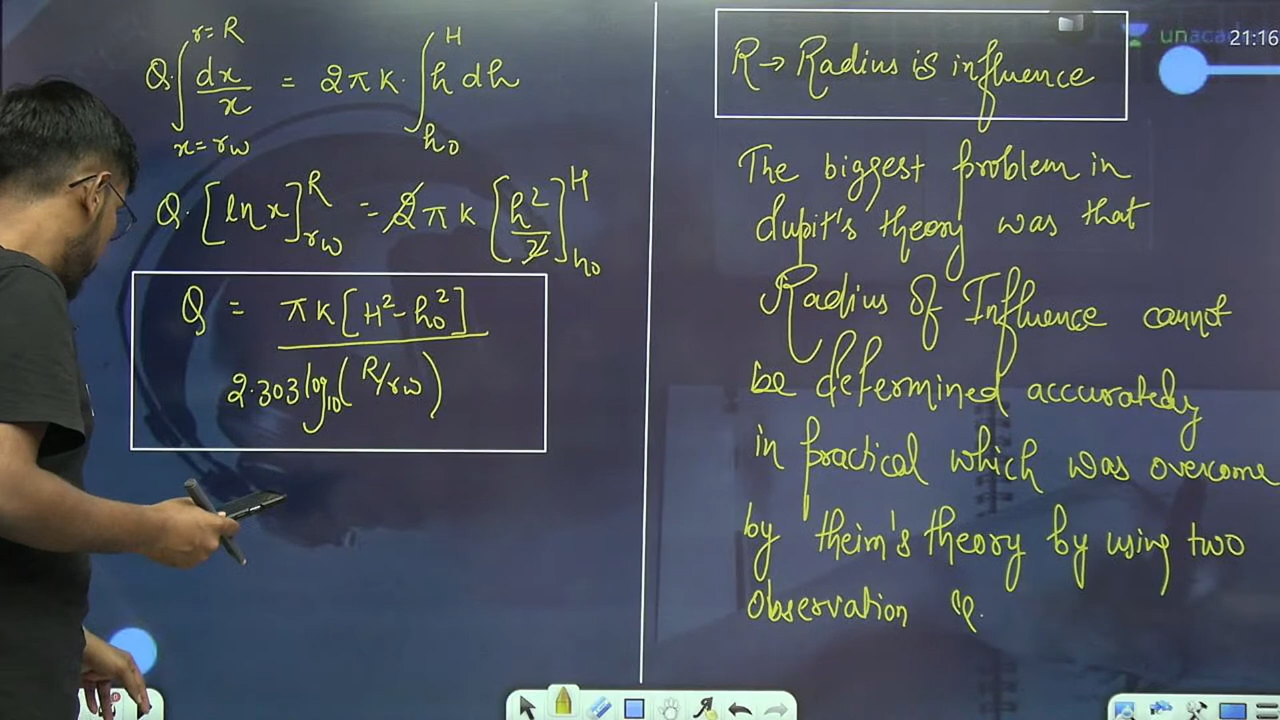 r=R
Q.∫ dx/x = 2πK.∫ h dh
x=rw
H
h0
Q.[ln x]R rw = 2πK [h²/2]H h0
Q = πK[H²-h0²]
2.303log10(R/rw)
R→ Radius is influence
The biggest problem in
dupit's theory was that
Radius of Influence cannot
be determined accurately
in practical which was overcome
by theim's theory by using two
observation
unaca
21:16